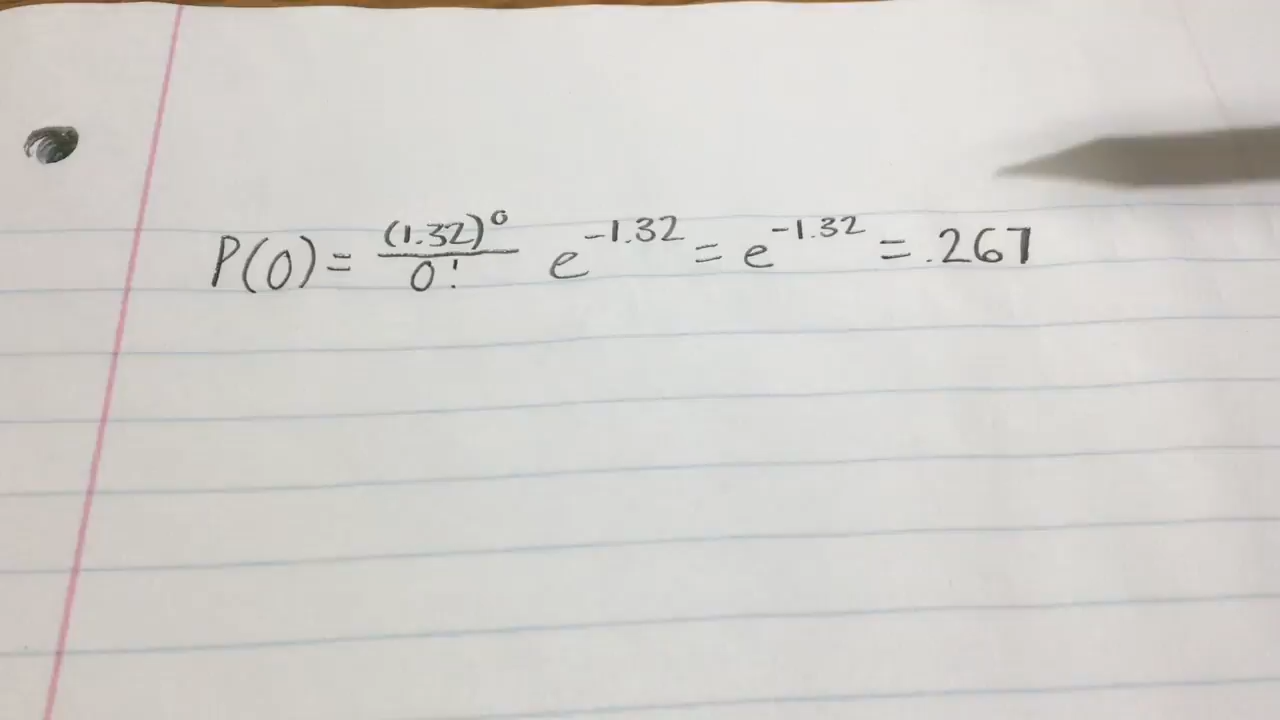 P(0) = (1.32)^0 / 0! e^-1.32 = e^-1.32 = .267